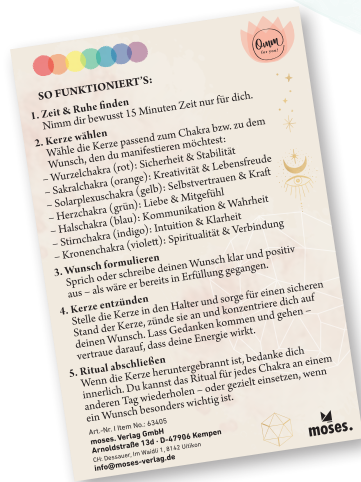 Omm
for you!
SO FUNKTIONIERT'S:
1. Zeit & Ruhe finden
Nimm dir bewusst 15 Minuten Zeit nur für dich.
2. Kerze wählen
Wähle die Kerze passend zum Chakra bzw. zu dem
Wunsch, den du manifestieren möchtest:
– Wurzelchakra (rot): Sicherheit & Stabilität
– Sakralchakra (orange): Kreativität & Lebensfreude
– Solarplexuschakra (gelb): Selbstvertrauen & Kraft
– Herzchakra (grün): Liebe & Mitgefühl
– Halschakra (blau): Kommunikation & Wahrheit
– Stirnchakra (indigo): Intuition & Klarheit
– Kronenchakra (violett): Spiritualität & Verbindung
3. Wunsch formulieren
Sprich oder schreibe deinen Wunsch klar und positiv
aus – als wäre er bereits in Erfüllung gegangen.
4. Kerze entzünden
Stelle die Kerze in den Halter und sorge für einen sicheren
Stand der Kerze, zünde sie an und konzentriere dich auf
deinen Wunsch. Lass Gedanken kommen und gehen –
vertraue darauf, dass deine Energie wirkt.
5. Ritual abschließen
Wenn die Kerze heruntergebrannt ist, bedanke dich
innerlich. Du kannst das Ritual für jedes Chakra an einem
anderen Tag wiederholen – oder gezielt einsetzen, wenn
ein Wunsch besonders wichtig ist.
Art.-Nr. / Item No.: 63405
moses. Verlag GmbH
Arnoldstraße 13d · D-47906 Kempen
CH: Dessauer, Im Waidli 1, 8142 Uitikon
info@moses-verlag.de
moses.